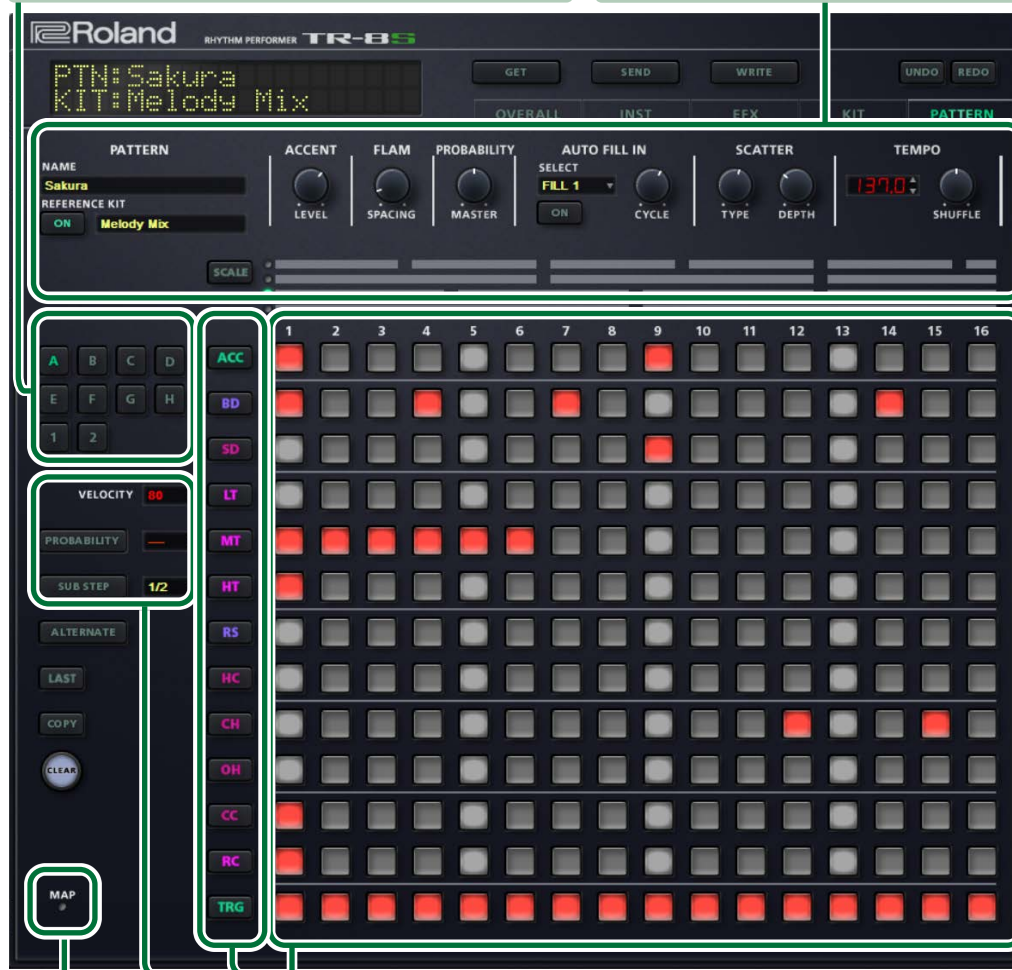 Roland RHYTHM PERFORMER TR-8S
PTN:Sakura
KIT:Melody Mix
GET SEND WRITE UNDO REDO
OVERALL INST EFX KIT PATTERN
PATTERN ACCENT FLAM PROBABILITY AUTO FILL IN SCATTER TEMPO
NAME
SELECT
Sakura FILL 1 137.0
REFERENCE KIT
ON Melody Mix LEVEL SPACING MASTER ON CYCLE TYPE DEPTH SHUFFLE
SCALE
1 2 3 4 5 6 7 8 9 10 11 12 13 14 15 16
A B C D ACC
E F G H BD
1 2 SD
VELOCITY 80 LT
PROBABILITY --- MT
SUB STEP 1/2 HT
ALTERNATE RS
LAST HC
COPY CH
CLEAR OH
CC
RC
MAP
TRG